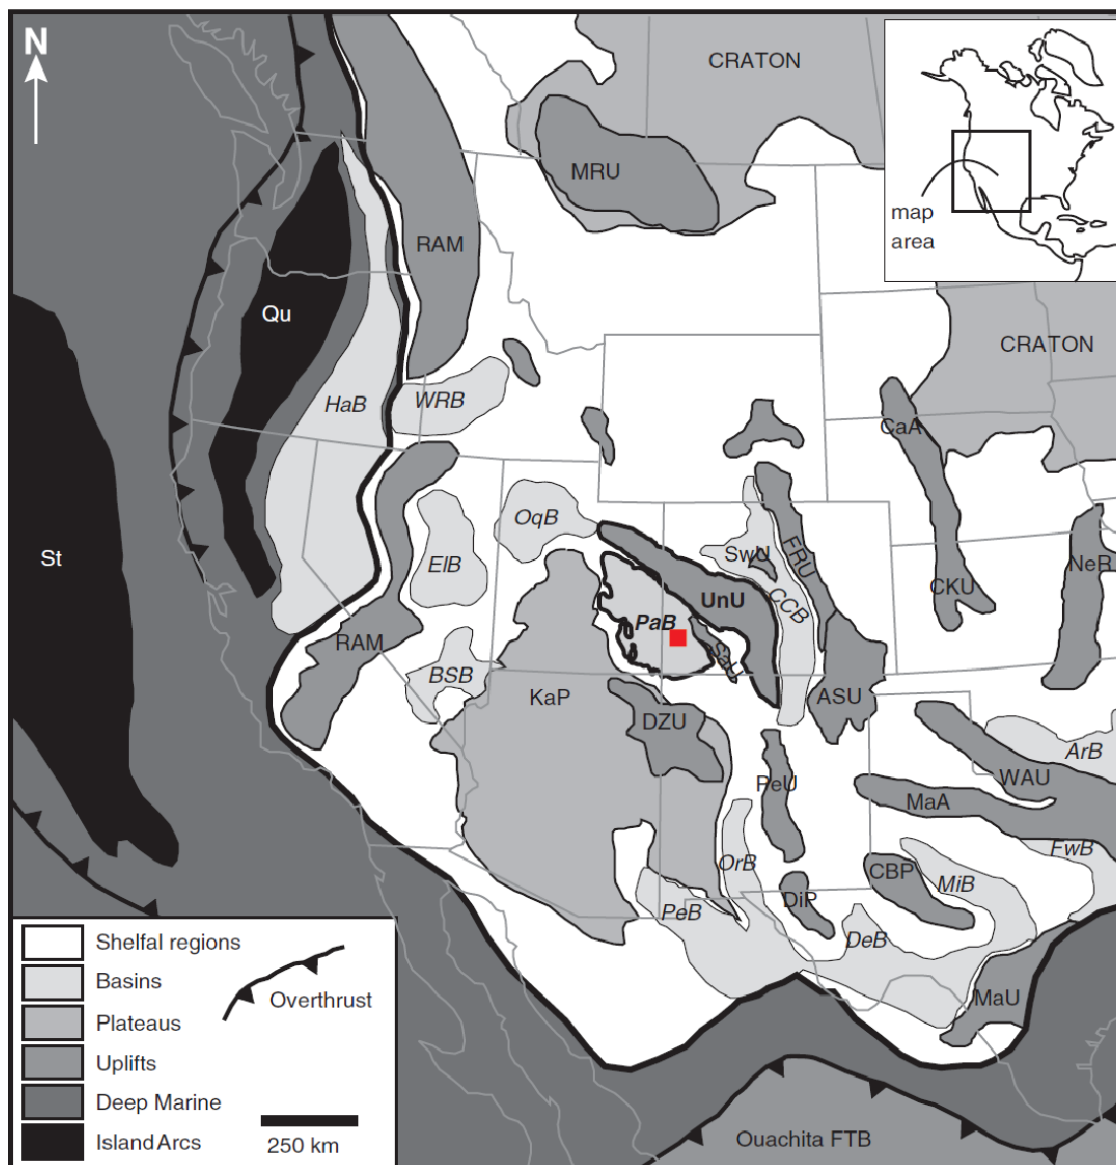 N
CRATON
MRU
map
area
RAM
Qu
CRATON
HaB
WRB
CaA
St
OqB
ElB
SwU
FRU
NeR
CKU
UnU
CCB
PaB
SaU
RAM
BSB
KaP
DZU
ASU
ArB
WAU
PeU
MaA
OrB
CBP
MiB
FwB
PeB
DiP
DeB
MaU
Shelfal regions
Basins
Overthrust
Plateaus
Uplifts
Deep Marine
Island Arcs
250 km
Ouachita FTB